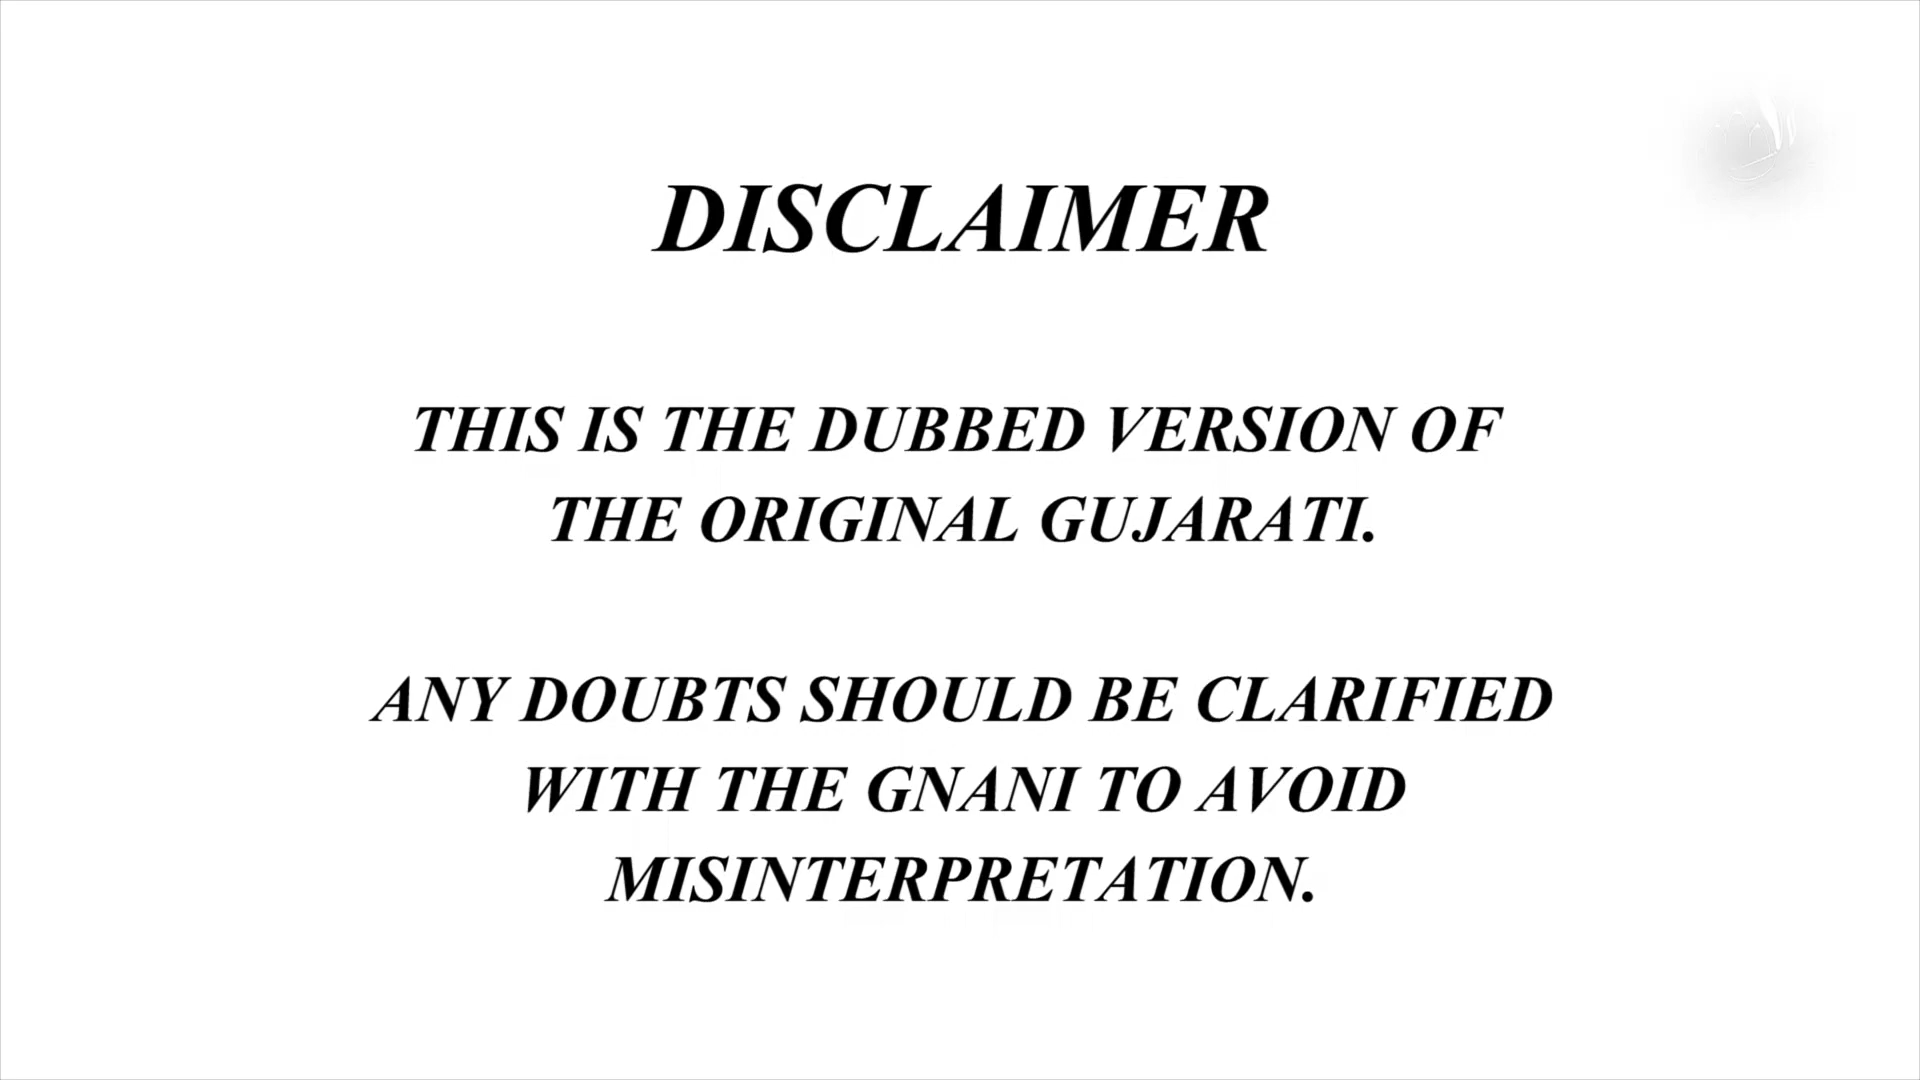 DISCLAIMER
THIS IS THE DUBBED VERSION OF
THE ORIGINAL GUJARATI.
ANY DOUBTS SHOULD BE CLARIFIED
WITH THE GNANI TO AVOID
MISINTERPRETATION.